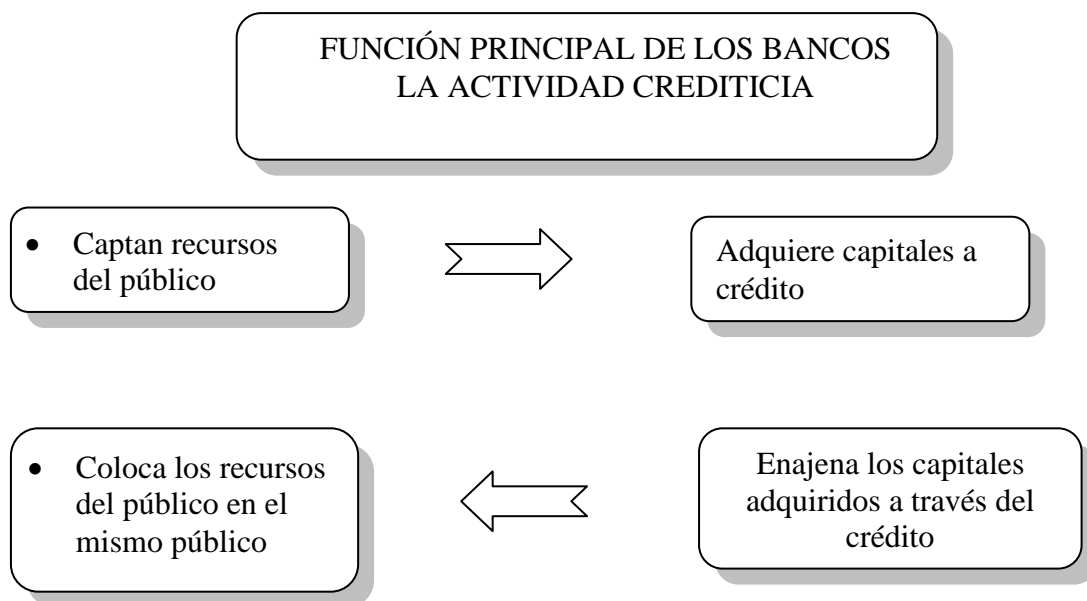 FUNCIÓN PRINCIPAL DE LOS BANCOS
LA ACTIVIDAD CREDITICIA
• Captan recursos
del público
Adquiere capitales a
crédito
• Coloca los recursos
del público en el
mismo público
Enajena los capitales
adquiridos a través del
crédito